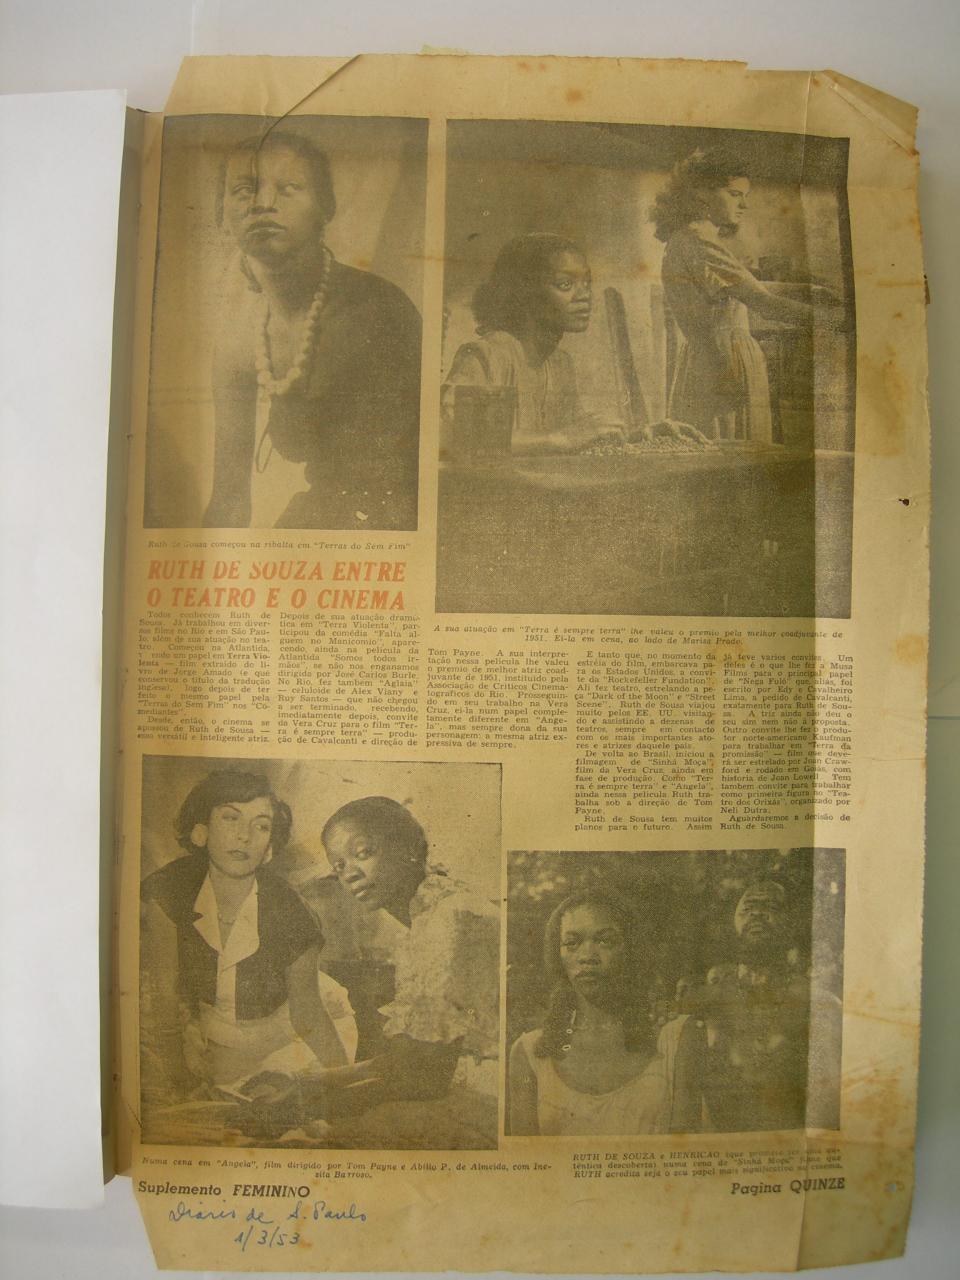 Ruth de Sousa começou na ribalta em "Terras do Sem Fim"
RUTH DE SOUZA ENTRE
O TEATRO E O CINEMA
A sua atuação em "Terra é sempre terra" lhe valeu o premio pela melhor coadjuvante de
1951. Ei-la em cena, ao lado de Marisa Prado.
Todos conhecem Ruth de
Sousa. Já trabalhou em diver-
sos films no Rio e em São Pau-
lo, além de sua atuação no tea-
tro. Começou na Atlantida,
endo um papel em Terra Vio-
lenta — film extraido do li-
vro de Jorge Amado (e que
conservou o titulo da tradução
inglesa), logo depois de ter
feito o mesmo papel pela
"Terras do Sem Fim" nos "Co-
mediantes".
Desde, então, o cinema se
apossou de Ruth de Sousa —
essa versátil e inteligente atriz.
Depois de sua atuação dramá-
tica em "Terra Violenta", par-
ticipou da comédia "Falta al-
guem no Manicomio", apare-
cendo, ainda na pelicula da
Atlantida "Somos todos ir-
mãos", se não nos enganamos
dirigido por José Carlos Burle.
No Rio, fez tambem "Aglaia"
— celuloide de Alex Viany e
Ruy Santos — que não chegou
a ser terminado, recebendo,
imediatamente depois, convite
da Vera Cruz para o film "Ter-
ra é sempre terra" — produ-
ção de Cavalcanti e direção de
Tom Payne. A sua interpre-
tação nessa pelicula lhe valeu
o premio de melhor atriz coad-
juvante de 1951, instituido pela
Associação de Criticos Cinema-
tograficos do Rio. Prosseguin-
do em seu trabalho na Vera
Cruz, ei-la num papel comple-
tamente diferente em "Ange-
la", mas sempre dona da sua
personagem; a mesma atriz ex-
pressiva de sempre.
E tanto que, no momento da
estréia do film, embarcava pa-
ra os Estados Unidos, a convi-
te da "Rockefeller Fundation".
Ali fez teatro, estrelando a pe-
ça "Dark of the Moon" e "Street
Scene". Ruth de Sousa viajou
muito pelos EE. UU. visitan-
do e assistindo a dezenas de
teatros, sempre em contacto
com os mais importantes ato-
res e atrizes daquele país.
De volta ao Brasil, iniciou a
filmagem de "Sinhá Moça",
film da Vera Cruz, ainda em
fase de produção. Como "Ter-
ra é sempre terra" e "Angela",
ainda nessa pelicula Ruth tra-
balha sob a direção de Tom
Payne.
Ruth de Sousa tem muitos
planos para o futuro. Assim
já teve varios convites. Um
deles é o que lhe fez a Musa
Films para o principal papel
de "Nega Fulô" que aliás, foi
escrito por Edy e Cavalheiro
Lima, a pedido de Cavalcanti,
exatamente para Ruth de Sou-
sa. A triz ainda não deu o
seu sim nem não à proposta.
Outro convite lhe fez o produ-
tor norte-americano Kaufman
para trabalhar em "Terra da
promissão" — film que deve-
rá ser estrelado por Joan Craw-
ford e rodado em Goiás, com
historia de Joan Lowell. Tem
tambem convite para trabalhar
como primeira figura no "Tea-
tro dos Orixás", organizado por
Neli Dutra.
Aguardaremos a decisão de
Ruth de Sousa.
Numa cena em "Angela", film dirigido por Tom Payne e Abilio P. de Almeida, com Ine-
sita Barroso.
RUTH DE SOUZA e HENRICAO (que promete ser uma au-
têntica descoberta) numa cena de "Sinhá Moça" filme que
RUTH acredita seja o seu papel mais significativo no cinema.
Suplemento FEMININO
Pagina QUINZE
Diario de S. Paulo
1/3/53